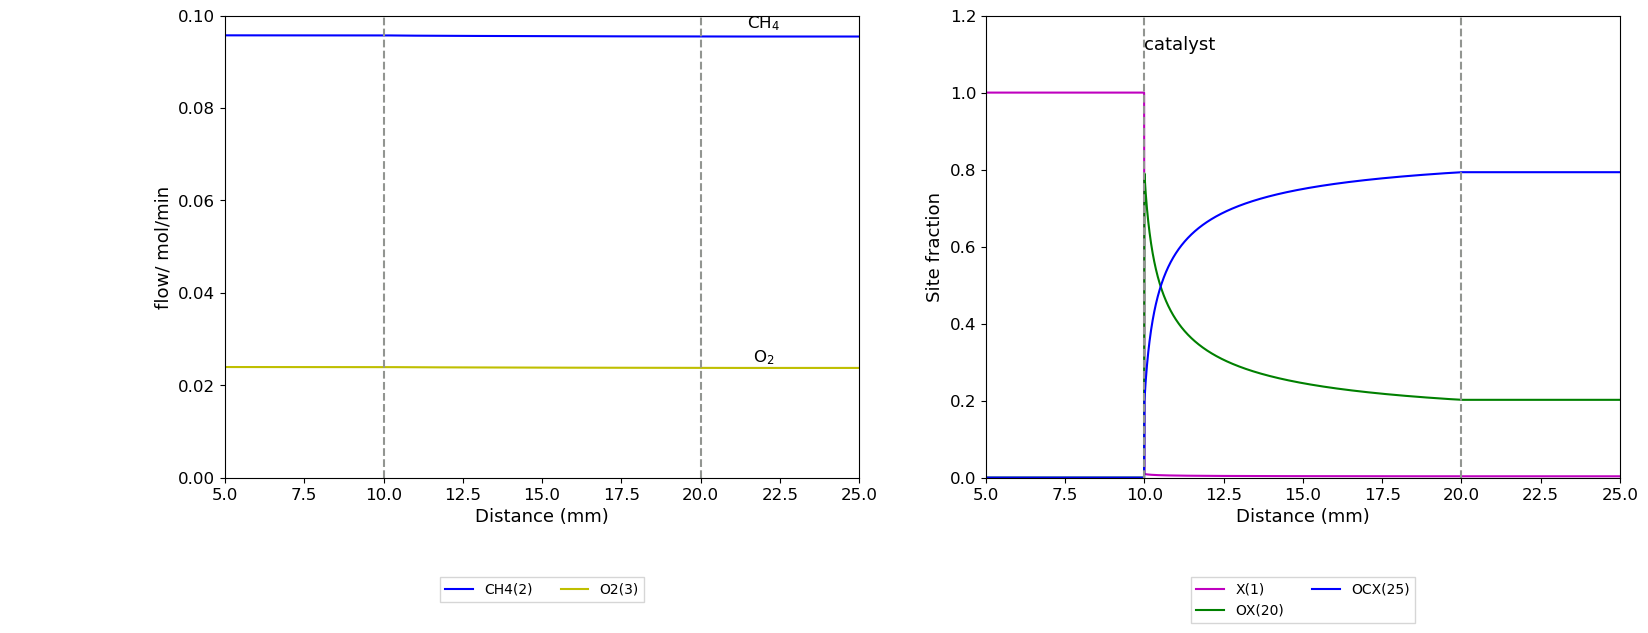 0.10
0.08
0.06
0.04
0.02
0.00
flow/ mol/min
CH₄
O₂
5.0 7.5 10.0 12.5 15.0 17.5 20.0 22.5 25.0
Distance (mm)
CH4(2) O2(3)
1.2
1.0
0.8
0.6
0.4
0.2
0.0
Site fraction
catalyst
5.0 7.5 10.0 12.5 15.0 17.5 20.0 22.5 25.0
Distance (mm)
X(1) OCX(25)
OX(20)